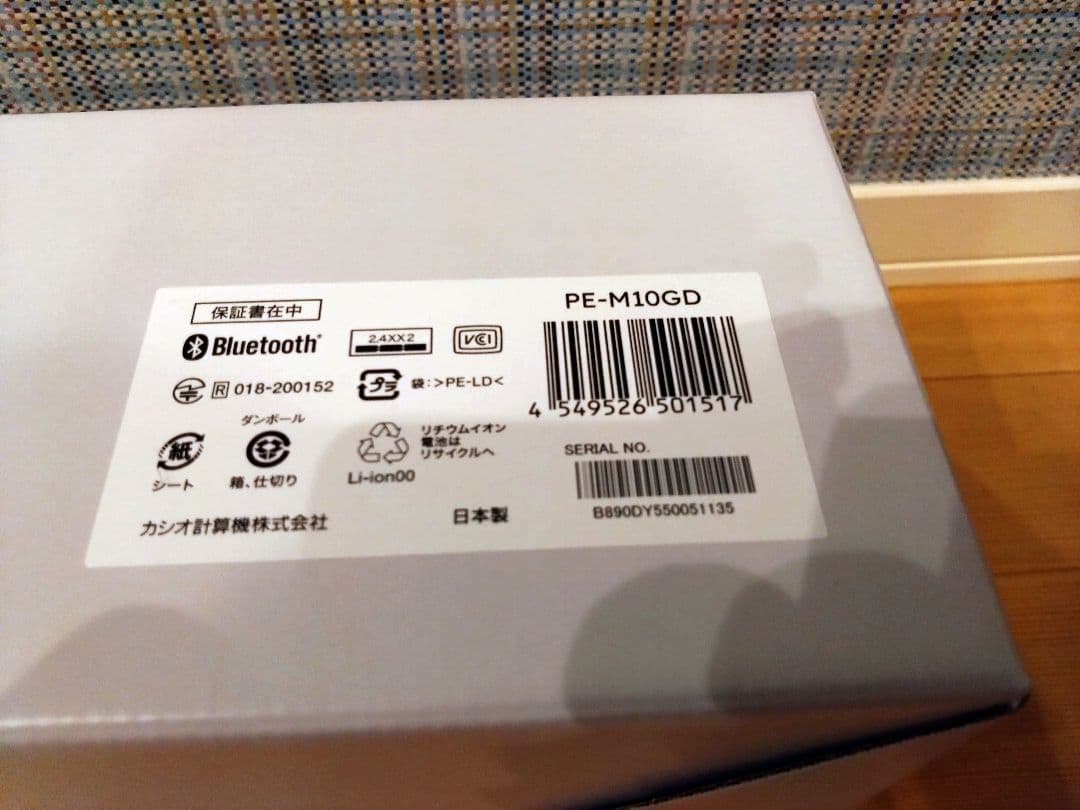 保証書在中
PE-M10GD
Bluetooth®
2.4XX2
VCI
R 018-200152
プラ
袋:>PE-LD<
4 549526 501517
ダンボール
紙
シート
箱、仕切り
リチウムイオン
電池は
リサイクルへ
Li-ion00
SERIAL NO.
B890DY550051135
カシオ計算機株式会社
日本製